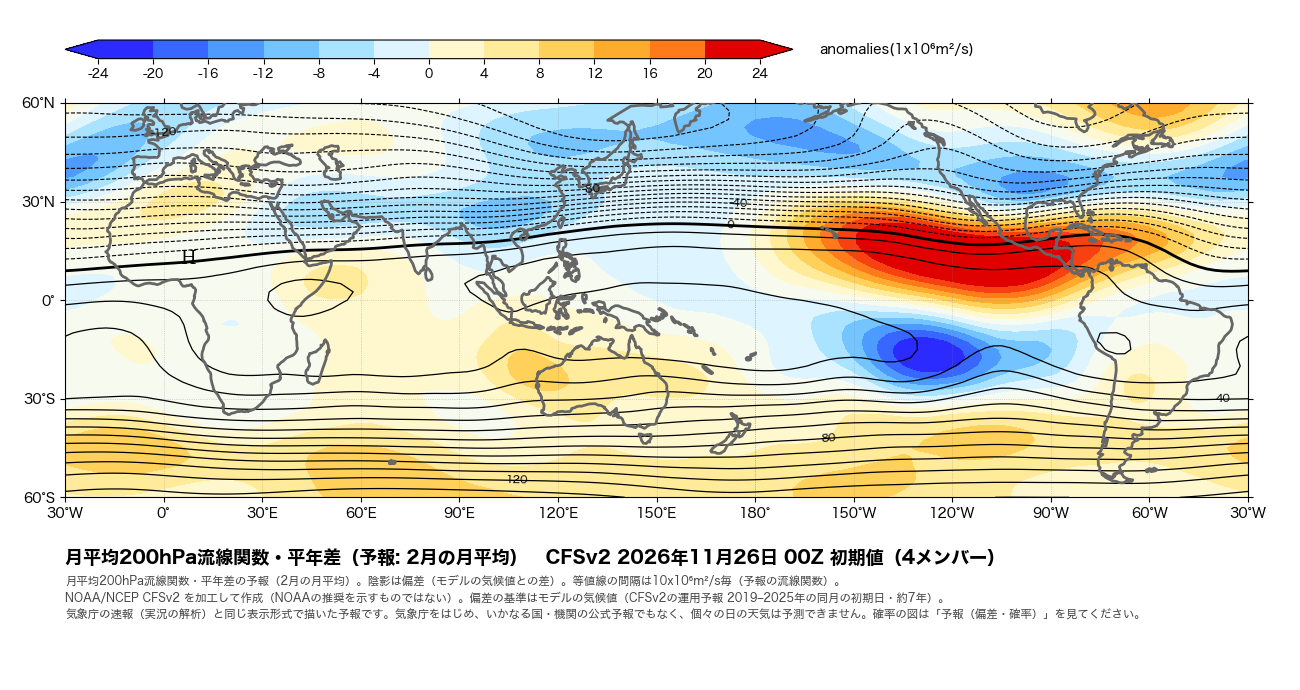 anomalies(1x10⁶m²/s)
-24 -20 -16 -12 -8 -4 0 4 8 12 16 20 24
60°N
-120
-80
-40
30°N
0
H
0°
30°S
40
80
120
60°S
30°W 0° 30°E 60°E 90°E 120°E 150°E 180° 150°W 120°W 90°W 60°W 30°W
月平均200hPa流線関数・平年差（予報: 2月の月平均） CFSv2 2026年11月26日 00Z 初期値（4メンバー）
月平均200hPa流線関数・平年差の予報（2月の月平均）。陰影は偏差（モデルの気候値との差）。等値線の間隔は10x10⁶m²/s毎（予報の流線関数）。
NOAA/NCEP CFSv2 を加工して作成（NOAAの推奨を示すものではない）。偏差の基準はモデルの気候値（CFSv2の運用予報 2019–2025年の同月の初期日・約7年）。
気象庁の速報（実況の解析）と同じ表示形式で描いた予報です。気象庁をはじめ、いかなる国・機関の公式予報でもなく、個々の日の天気は予測できません。確率の図は「予報（偏差・確率）」を見てください。